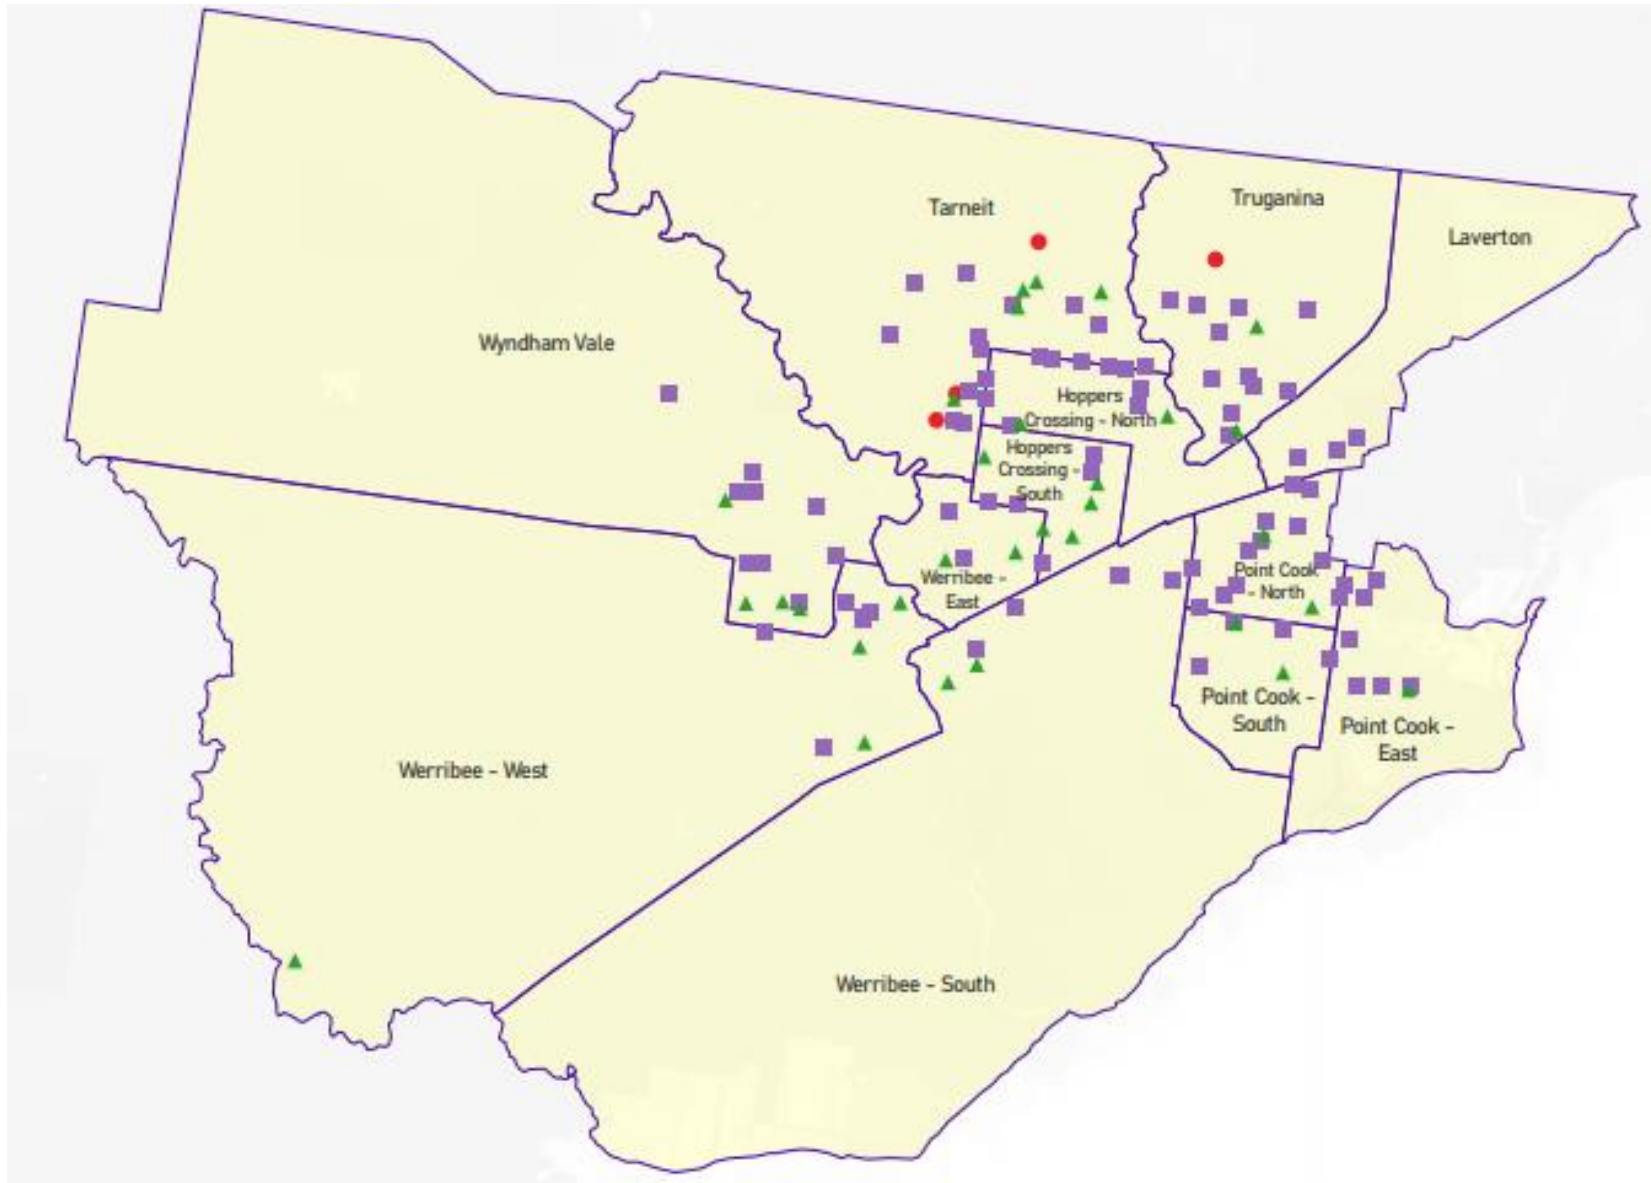 Tarneit
Truganina
Laverton
Wyndham Vale
Hoppers
Crossing - North
Hoppers
Crossing -
South
Werribee -
East
Point Cook
- North
Point Cook -
South
Point Cook -
East
Werribee - West
Werribee - South